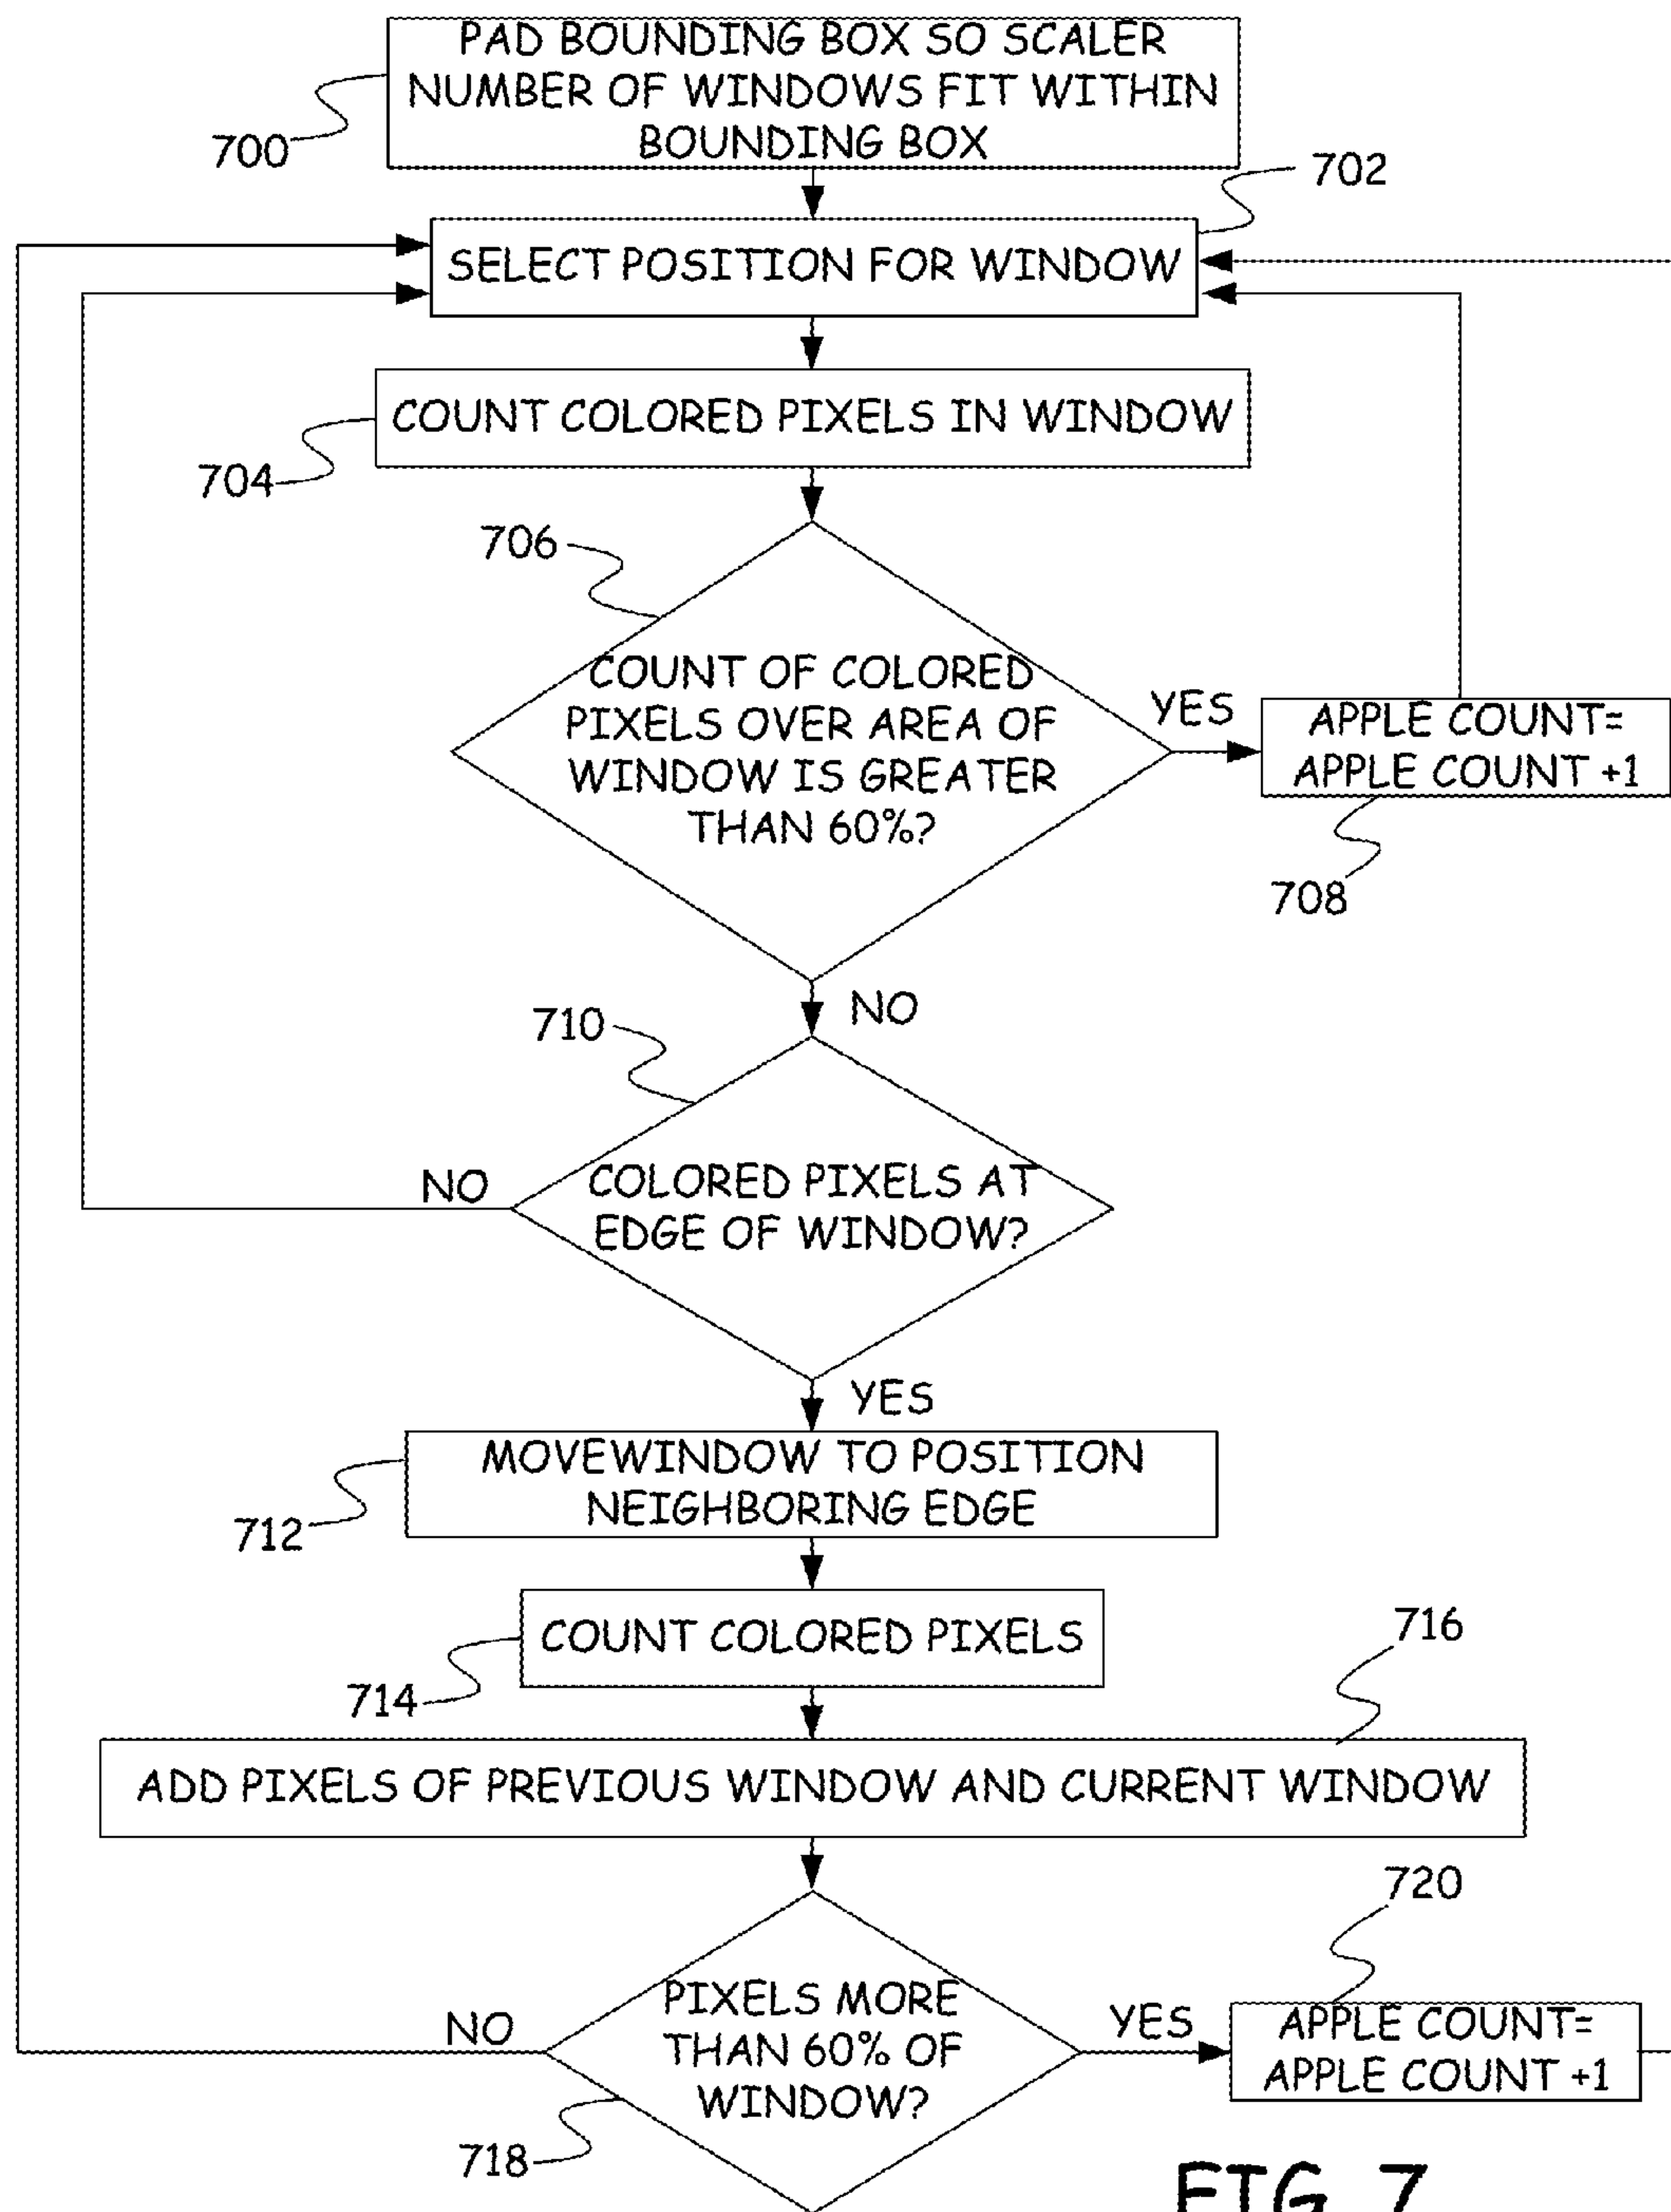 PAD BOUNDING BOX SO SCALER
NUMBER OF WINDOWS FIT WITHIN
BOUNDING BOX
700
702
SELECT POSITION FOR WINDOW
COUNT COLORED PIXELS IN WINDOW
704
706
COUNT OF COLORED
PIXELS OVER AREA OF
WINDOW IS GREATER
THAN 60%?
YES
APPLE COUNT=
APPLE COUNT +1
708
NO
710
COLORED PIXELS AT
EDGE OF WINDOW?
NO
YES
MOVEWINDOW TO POSITION
NEIGHBORING EDGE
712
COUNT COLORED PIXELS
714
716
ADD PIXELS OF PREVIOUS WINDOW AND CURRENT WINDOW
720
PIXELS MORE
THAN 60% OF
WINDOW?
NO
YES
APPLE COUNT=
APPLE COUNT +1
718
FIG. 7